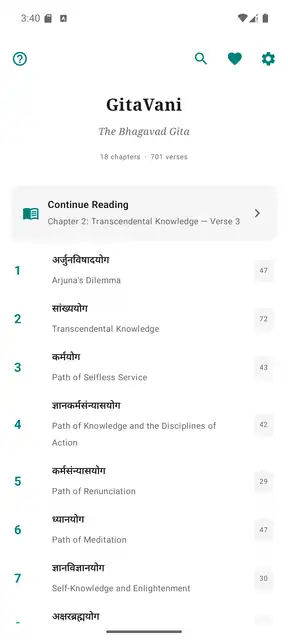 3:40
GitaVani
The Bhagavad Gita
18 chapters · 701 verses
Continue Reading
Chapter 2: Transcendental Knowledge — Verse 3
1
अर्जुनविषादयोग
Arjuna's Dilemma
47
2
सांख्ययोग
Transcendental Knowledge
72
3
कर्मयोग
Path of Selfless Service
43
4
ज्ञानकर्मसंन्यासयोग
Path of Knowledge and the Disciplines of
Action
42
5
कर्मसंन्यासयोग
Path of Renunciation
29
6
ध्यानयोग
Path of Meditation
47
7
ज्ञानविज्ञानयोग
Self-Knowledge and Enlightenment
30
अक्षरब्रह्मयोग